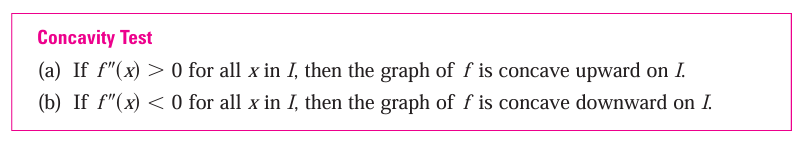 Concavity Test
(a) If f″(x) > 0 for all x in I, then the graph of f is concave upward on I.
(b) If f″(x) < 0 for all x in I, then the graph of f is concave downward on I.